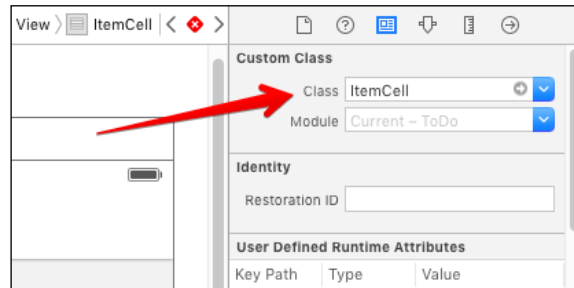 View ItemCell
Custom Class
Class ItemCell
Module Current – ToDo
Identity
Restoration ID
User Defined Runtime Attributes
Key Path Type Value